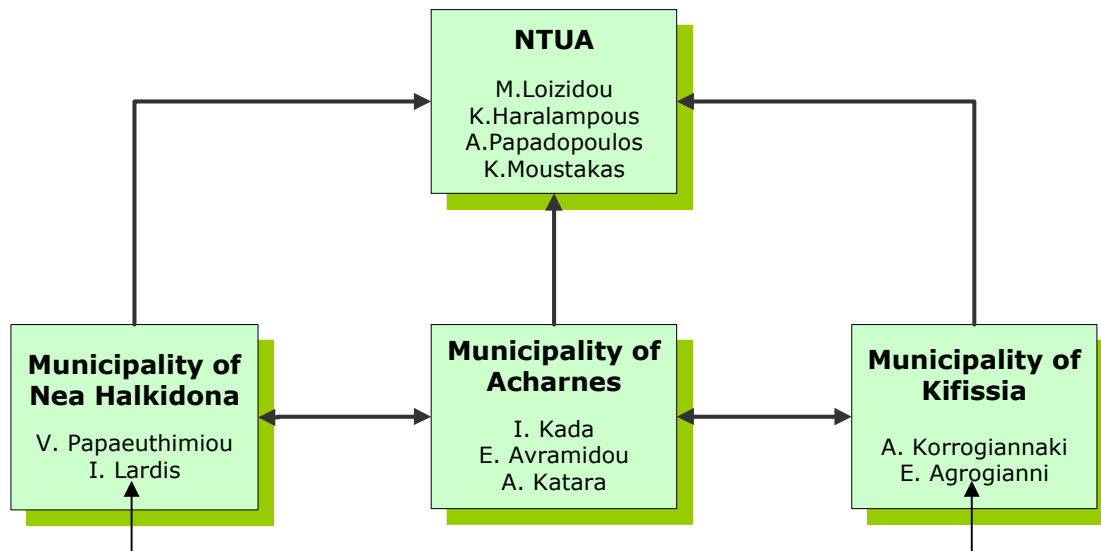 NTUA
M.Loizidou
K.Haralampous
A.Papadopoulos
K.Moustakas
Municipality of
Nea Halkidona
V. Papaeuthimiou
I. Lardis
Municipality of
Acharnes
I. Kada
E. Avramidou
A. Katara
Municipality of
Kifissia
A. Korrogiannaki
E. Agrogianni